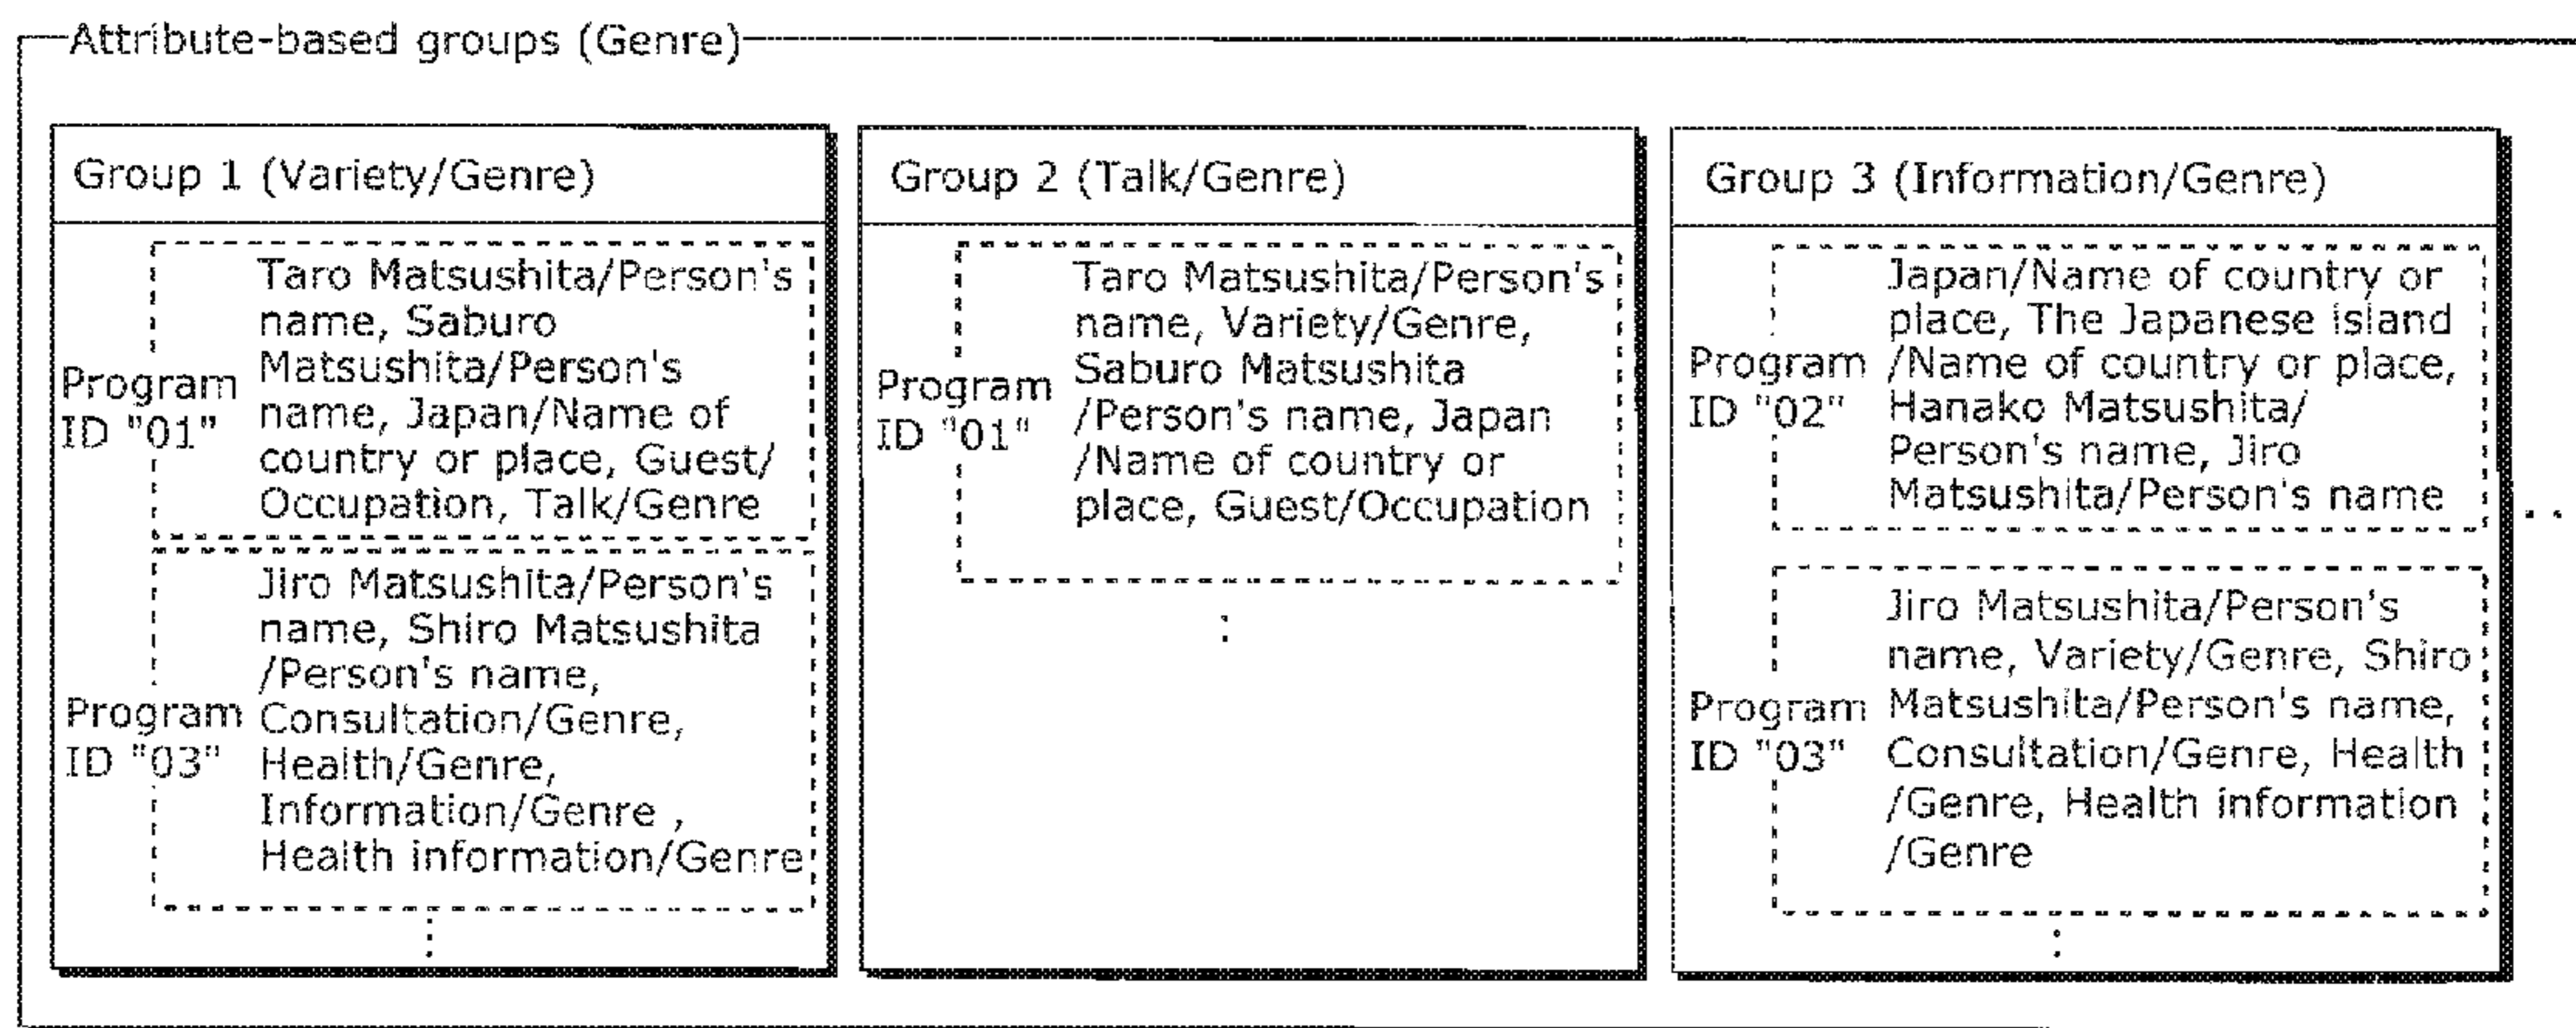 Attribute-based groups (Genre)
Group 1 (Variety/Genre)
Program
ID "01"
Taro Matsushita/Person's
name, Saburo
Matsushita/Person's
name, Japan/Name of
country or place, Guest/
Occupation, Talk/Genre
Program
ID "03"
Jiro Matsushita/Person's
name, Shiro Matsushita
/Person's name,
Consultation/Genre,
Health/Genre,
Information/Genre ,
Health information/Genre
:
Group 2 (Talk/Genre)
Program
ID "01"
Taro Matsushita/Person's
name, Variety/Genre,
Saburo Matsushita
/Person's name, Japan
/Name of country or
place, Guest/Occupation
:
Group 3 (Information/Genre)
Program
ID "02"
Japan/Name of country or
place, The Japanese island
/Name of country or place,
Hanako Matsushita/
Person's name, Jiro
Matsushita/Person's name
Program
ID "03"
Jiro Matsushita/Person's
name, Variety/Genre, Shiro
Matsushita/Person's name,
Consultation/Genre, Health
/Genre, Health information
/Genre
:
..